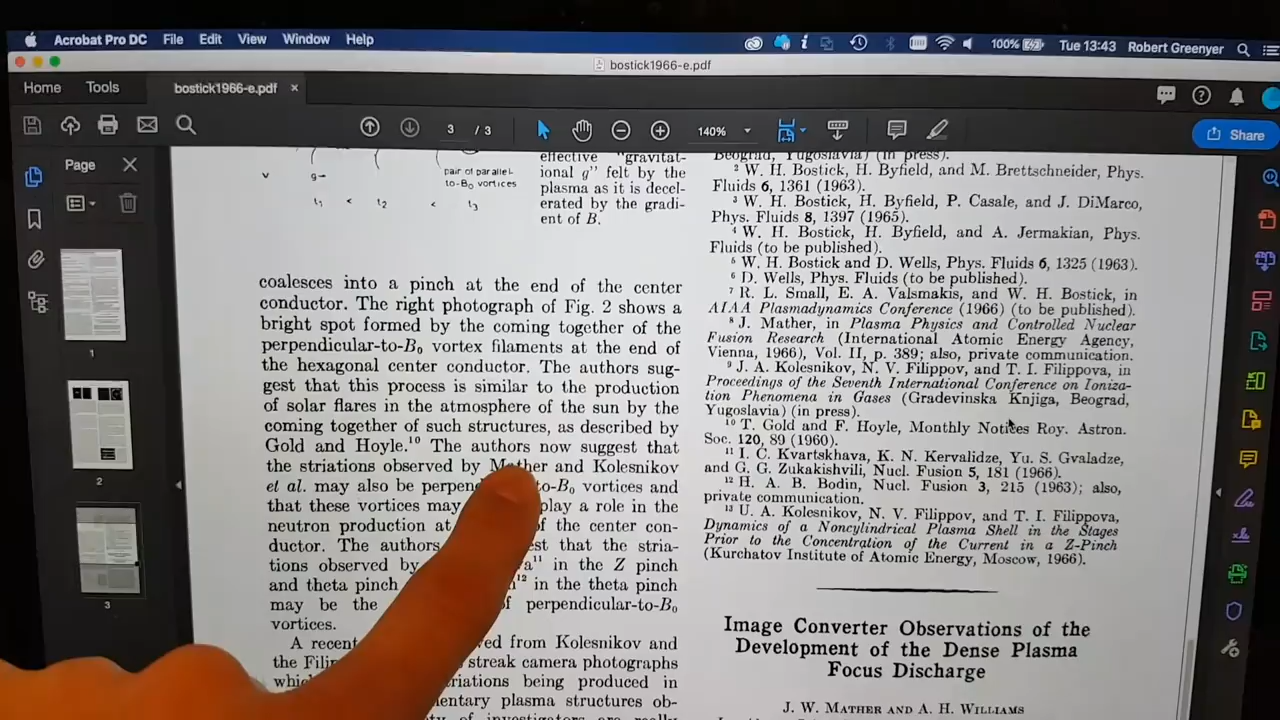 Acrobat Pro DC File Edit View Window Help
100% Tue 13:43 Robert Greenyer
bostick1966-e.pdf
Home Tools bostick1966-e.pdf ×
3 / 3 140% Share
Page
1
2
3
pair of parallel-
to-B₀ vortices
v g
t₁ < t₂ < t₃
effective "gravitat-
ional g" felt by the
plasma as it is decel-
erated by the gradi-
ent of B.
coalesces into a pinch at the end of the center
conductor. The right photograph of Fig. 2 shows a
bright spot formed by the coming together of the
perpendicular-to-B₀ vortex filaments at the end of
the hexagonal center conductor. The authors sug-
gest that this process is similar to the production
of solar flares in the atmosphere of the sun by the
coming together of such structures, as described by
Gold and Hoyle.¹⁰ The authors now suggest that
the striations observed by Mather and Kolesnikov
et al. may also be to-B₀ vortices and
that these vortices may play a role in the
neutron production at of the center con-
ductor. The authors that the stria-
tions observed by ¹¹ in the Z pinch
and theta pinch ¹² in the theta pinch
may be the of perpendicular-to-B₀
vortices.
A recent from Kolesnikov and
the streak camera photographs
being produced in
plasma structures ob-
of investigators are really
Beograd, Yugoslavia) (in press).
² W. H. Bostick, H. Byfield, and M. Brettschneider, Phys.
Fluids 6, 1361 (1963).
³ W. H. Bostick, H. Byfield, P. Casale, and J. DiMarco,
Phys. Fluids 8, 1397 (1965).
⁴ W. H. Bostick, H. Byfield, and A. Jermakian, Phys.
Fluids (to be published).
⁵ W. H. Bostick and D. Wells, Phys. Fluids 6, 1325 (1963).
⁶ D. Wells, Phys. Fluids (to be published).
⁷ R. L. Small, E. A. Valsmakis, and W. H. Bostick, in
AIAA Plasmadynamics Conference (1966) (to be published).
⁸ J. Mather, in Plasma Physics and Controlled Nuclear
Fusion Research (International Atomic Energy Agency,
Vienna, 1966), Vol. II, p. 389; also, private communication.
⁹ J. A. Kolesnikov, N. V. Filippov, and T. I. Filippova, in
Proceedings of the Seventh International Conference on Ioniza-
tion Phenomena in Gases (Gradevinska Knjiga, Beograd,
Yugoslavia) (in press).
¹⁰ T. Gold and F. Hoyle, Monthly Notices Roy. Astron.
Soc. 120, 89 (1960).
¹¹ I. C. Kvartskhava, K. N. Kervalidze, Yu. S. Gvaladze,
and G. G. Zukakishvili, Nucl. Fusion 5, 181 (1966).
¹² H. A. B. Bodin, Nucl. Fusion 3, 215 (1963); also,
private communication.
¹³ U. A. Kolesnikov, N. V. Filippov, and T. I. Filippova,
Dynamics of a Noncylindrical Plasma Shell in the Stages
Prior to the Concentration of the Current in a Z-Pinch
(Kurchatov Institute of Atomic Energy, Moscow, 1966).
Image Converter Observations of the
Development of the Dense Plasma
Focus Discharge
J. W. MATHER AND A. H. WILLIAMS